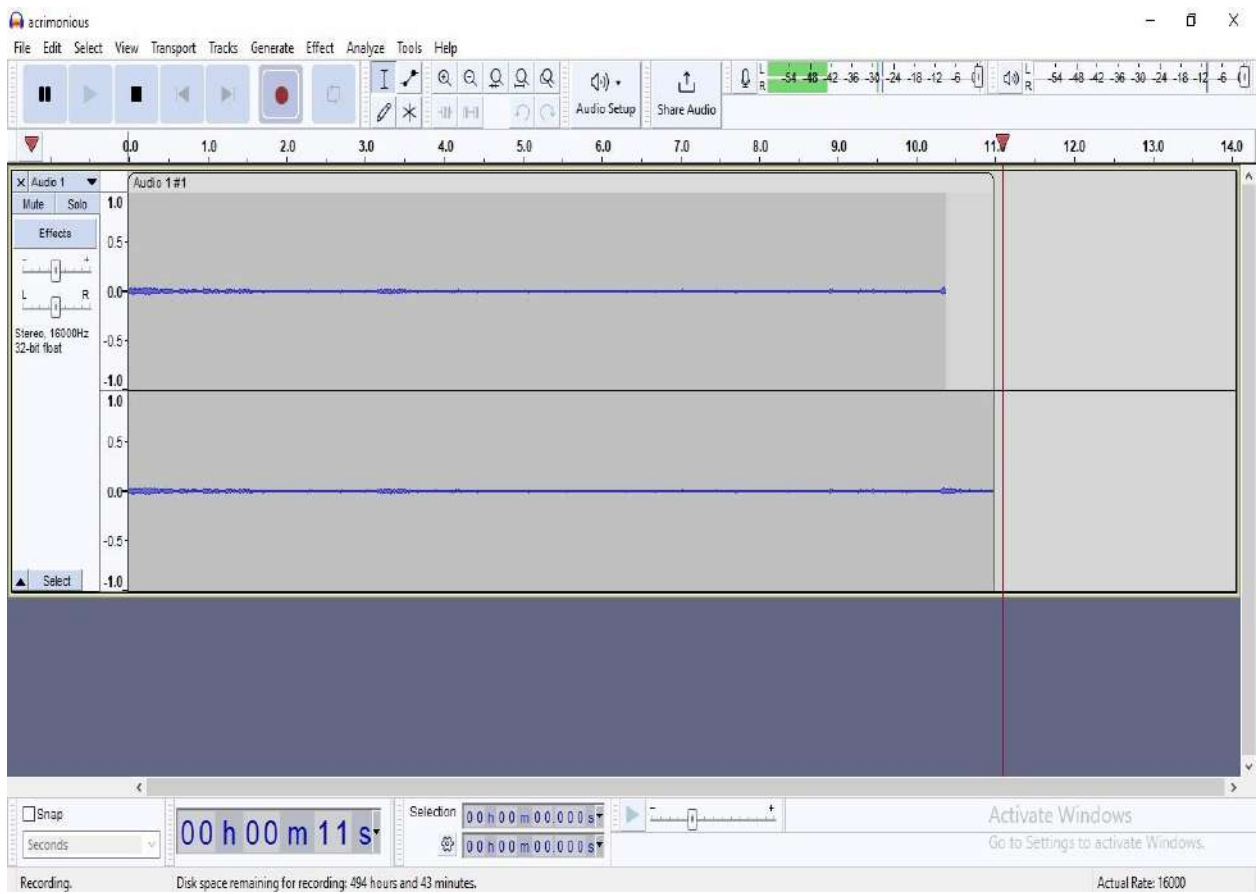 acrimonious
File Edit Select View Transport Tracks Generate Effect Analyze Tools Help
Audio Setup
Share Audio
L
R
-54 -48 -42 -36 -30 -24 -18 -12 -6
L
R
-54 -48 -42 -36 -30 -24 -18 -12 -6
0.0 1.0 2.0 3.0 4.0 5.0 6.0 7.0 8.0 9.0 10.0 12.0 13.0 14.0
Audio 1
Audio 1 #1
Mute Solo
Effects
- +
L R
Stereo, 16000Hz
32-bit float
1.0
0.5
0.0
-0.5
-1.0
1.0
0.5
0.0
-0.5
-1.0
Select
Snap
Seconds
00 h 00 m 11 s
Selection
00 h 00 m 00.000 s
00 h 00 m 00.000 s
- +
Activate Windows
Go to Settings to activate Windows.
Recording.
Disk space remaining for recording: 494 hours and 43 minutes.
Actual Rate: 16000